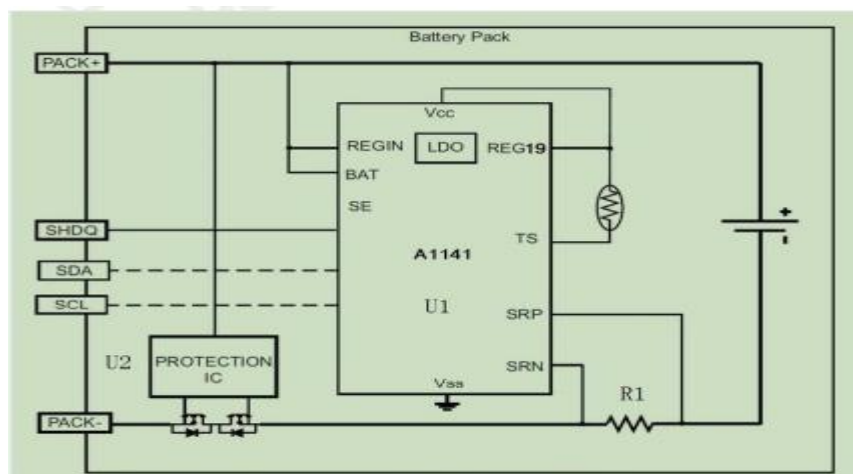 Battery Pack
PACK+
Vcc
REGIN
LDO
REG19
BAT
SE
SHDQ
TS
+
-
A1141
SDA
SCL
U1
SRP
U2
PROTECTION
IC
SRN
R1
Vss
PACK-